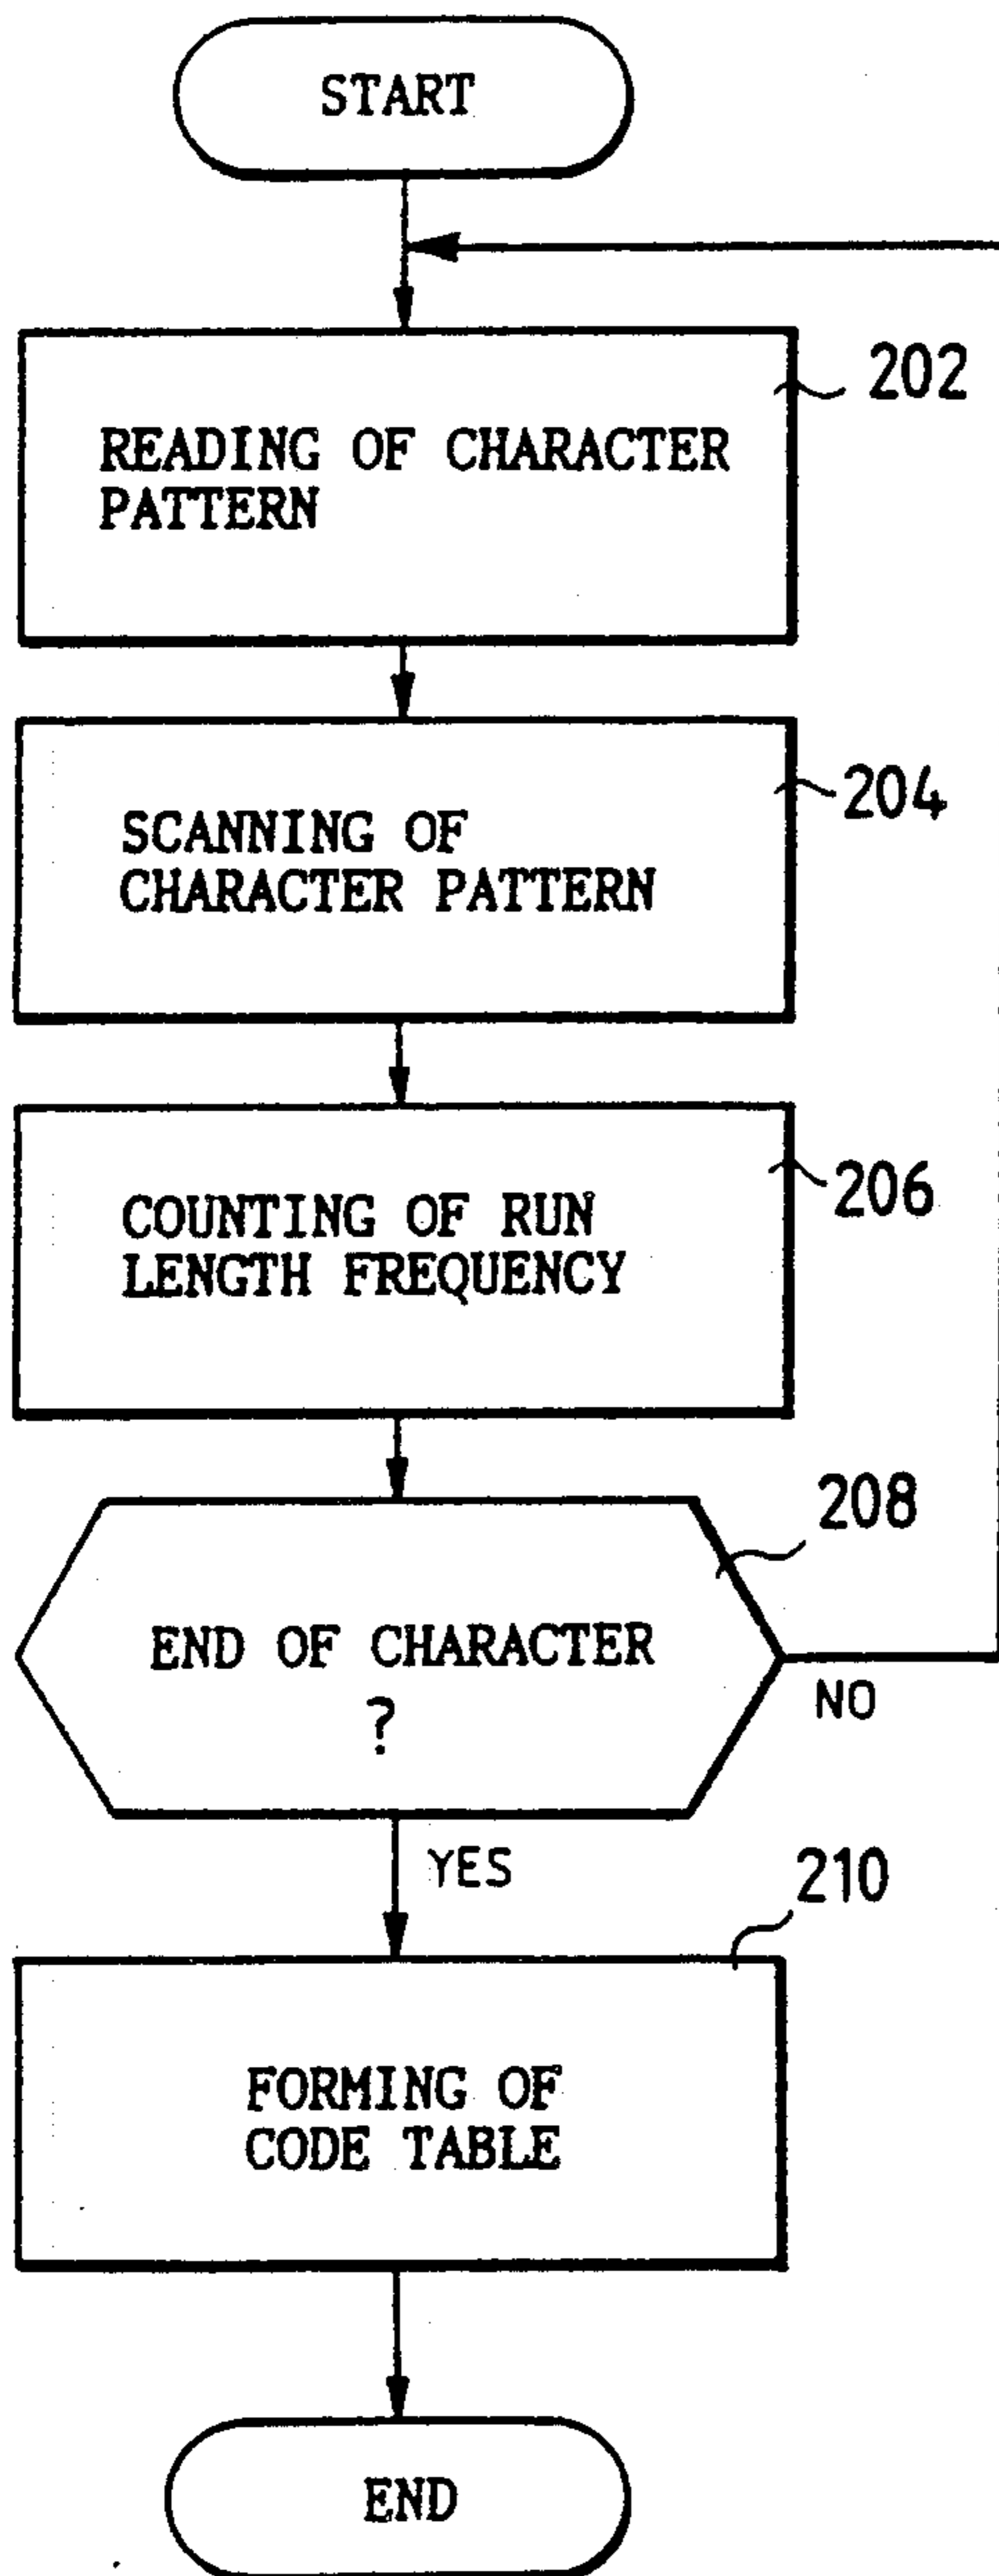 START
202
READING OF CHARACTER
PATTERN
204
SCANNING OF
CHARACTER PATTERN
206
COUNTING OF RUN
LENGTH FREQUENCY
208
END OF CHARACTER
?
NO
YES
210
FORMING OF
CODE TABLE
END